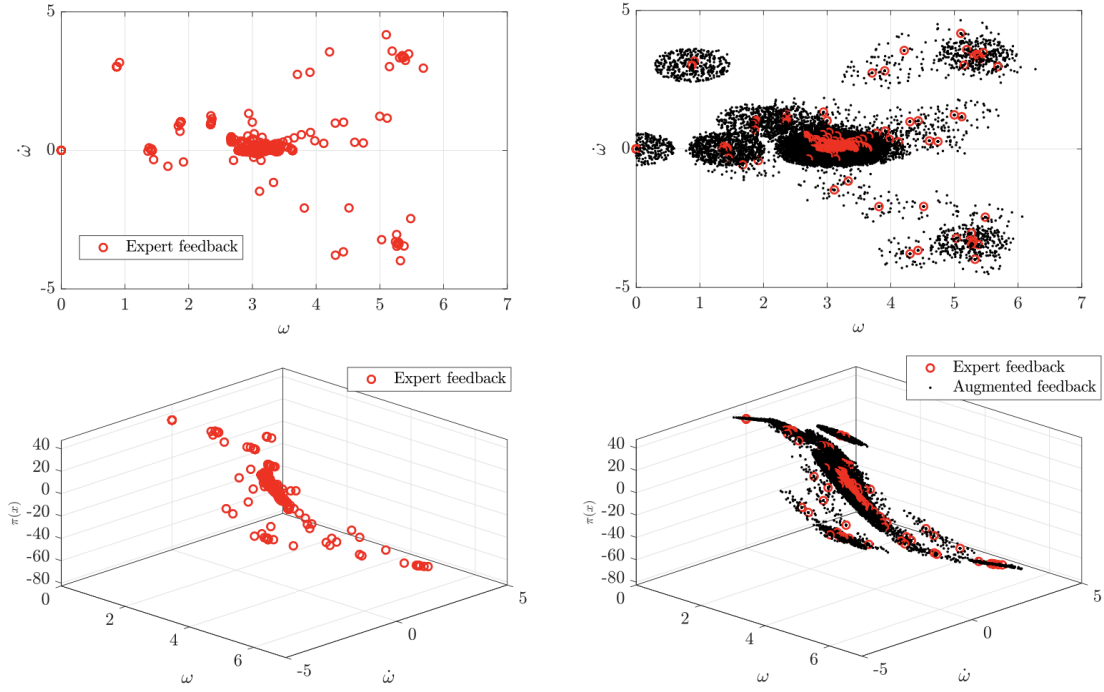 5
0
-5
ω̇
0 1 2 3 4 5 6 7
ω
Expert feedback
5
0
-5
ω̇
0 1 2 3 4 5 6 7
ω
Expert feedback
40
20
0
-20
-40
-60
-80
π(x)
0 2 4 6
ω
-5 0 5
ω̇
Expert feedback
Augmented feedback
40
20
0
-20
-40
-60
-80
π(x)
0 2 4 6
ω
-5 0 5
ω̇